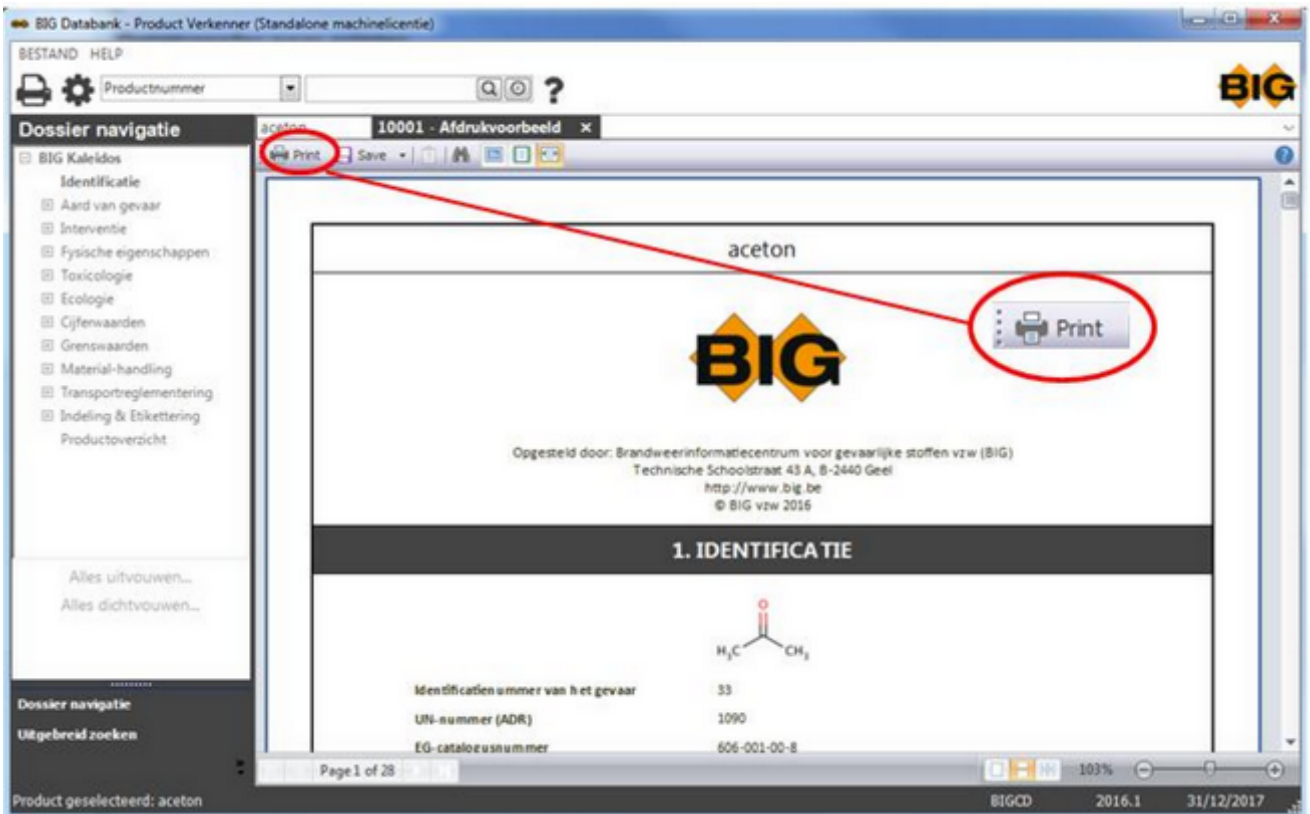 BIG Databank - Product Verkenner (Standalone machinelicentie)
BESTAND HELP
Productnummer
?
BIG
Dossier navigatie
aceton
10001 - Afdrukvoorbeeld x
BIG Kaleidos
Print
Save
?
Identificatie
Aard van gevaar
Interventie
Fysische eigenschappen
Toxicologie
Ecologie
Cijferwaarden
Grenswaarden
Material-handling
Transportreglementering
Indeling & Etikettering
Productoverzicht
Alles uitvouwen...
Alles dichtvouwen...
Dossier navigatie
Uitgebreid zoeken
aceton
Print
BIG
Opgesteld door: Brandweerinformatiecentrum voor gevaarlijke stoffen vzw (BIG)
Technische Schoolstraat 43 A, B-2440 Geel
http://www.big.be
© BIG vzw 2016
1. IDENTIFICATIE
O
H₃C CH₃
Identificatienummer van het gevaar 33
UN-nummer (ADR) 1090
EG-catalogusnummer 606-001-00-8
Page 1 of 28
103%
Product geselecteerd: aceton
BIGCD 2016.1 31/12/2017